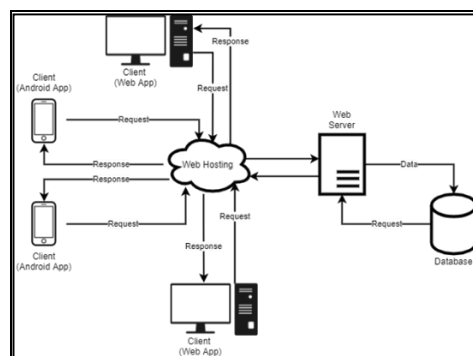 Response
Client
(Web App)
Request
Client
(Android App)
Web
Server
Request
Web Hosting
Data
Response
Response
Request
Request
Request
Response
Client
(Android App)
Database
Client
(Web App)